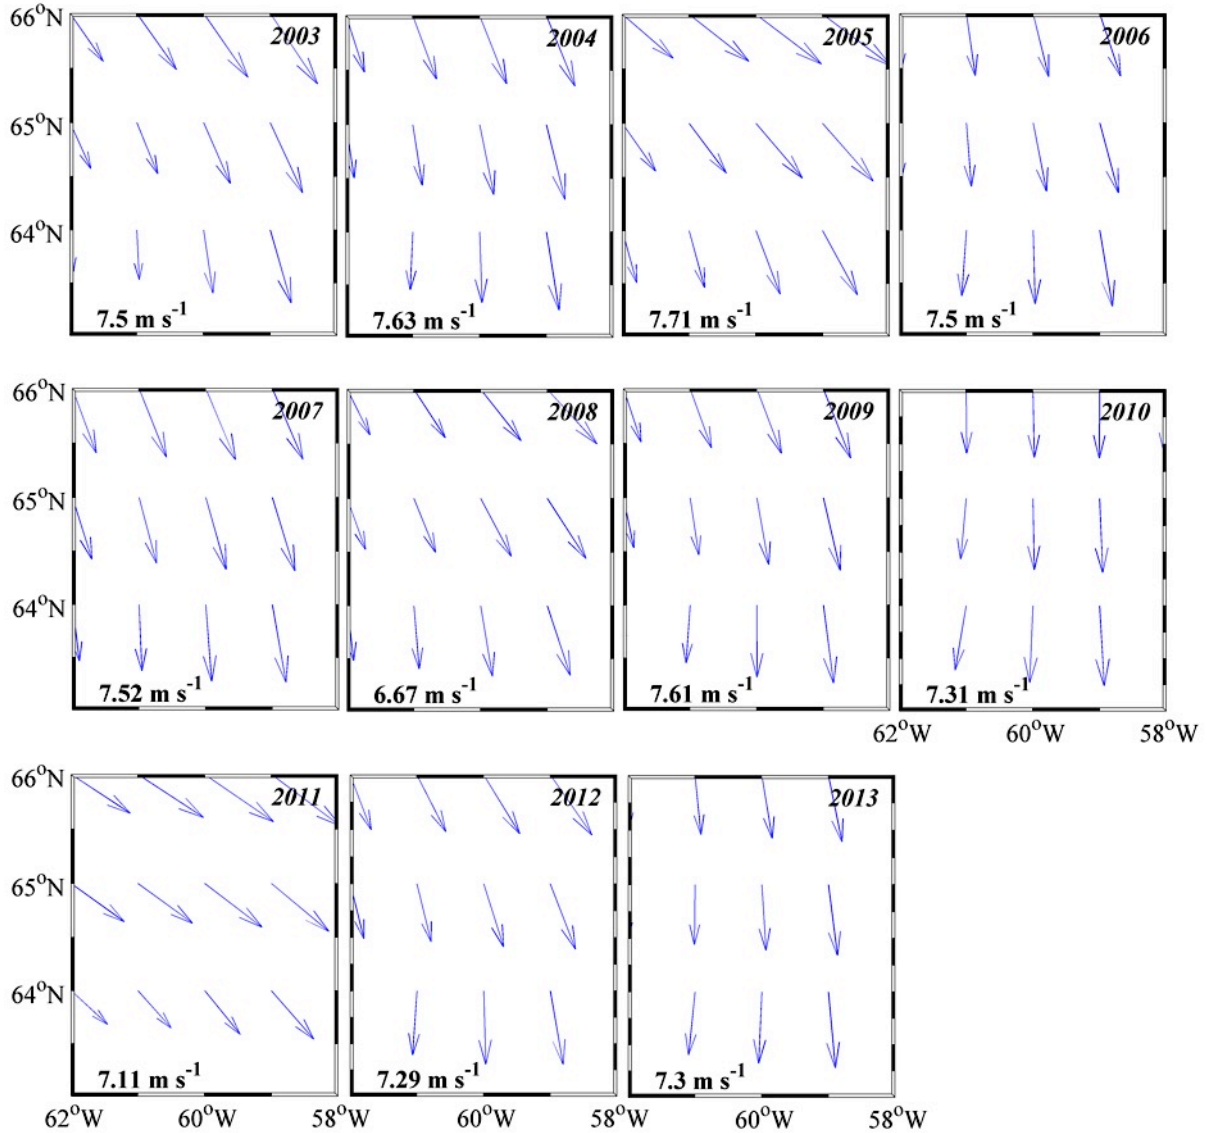 66°N
2003
2004
2005
2006
65°N
64°N
7.5 m s⁻¹
7.63 m s⁻¹
7.71 m s⁻¹
7.5 m s⁻¹
66°N
2007
2008
2009
2010
65°N
64°N
7.52 m s⁻¹
6.67 m s⁻¹
7.61 m s⁻¹
7.31 m s⁻¹
62°W
60°W
58°W
66°N
2011
2012
2013
65°N
64°N
7.11 m s⁻¹
7.29 m s⁻¹
7.3 m s⁻¹
62°W
60°W
58°W
60°W
60°W
58°W